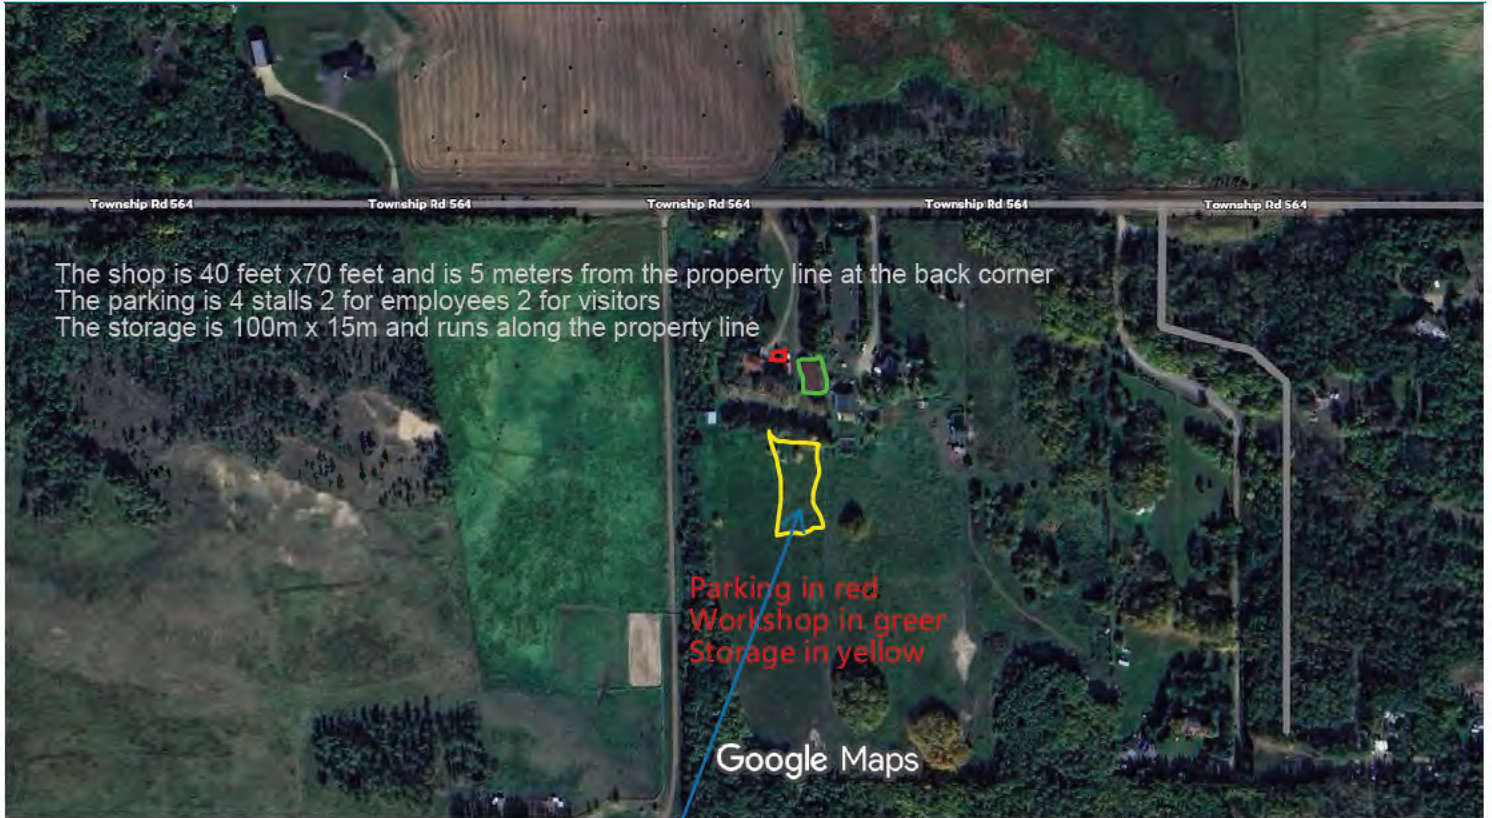 Township Rd 564 Township Rd 564 Township Rd 564 Township Rd 564 Township Rd 564
The shop is 40 feet x70 feet and is 5 meters from the property line at the back corner
The parking is 4 stalls 2 for employees 2 for visitors
The storage is 100m x 15m and runs along the property line
Parking in red
Workshop in greer
Storage in yellow
Google Maps